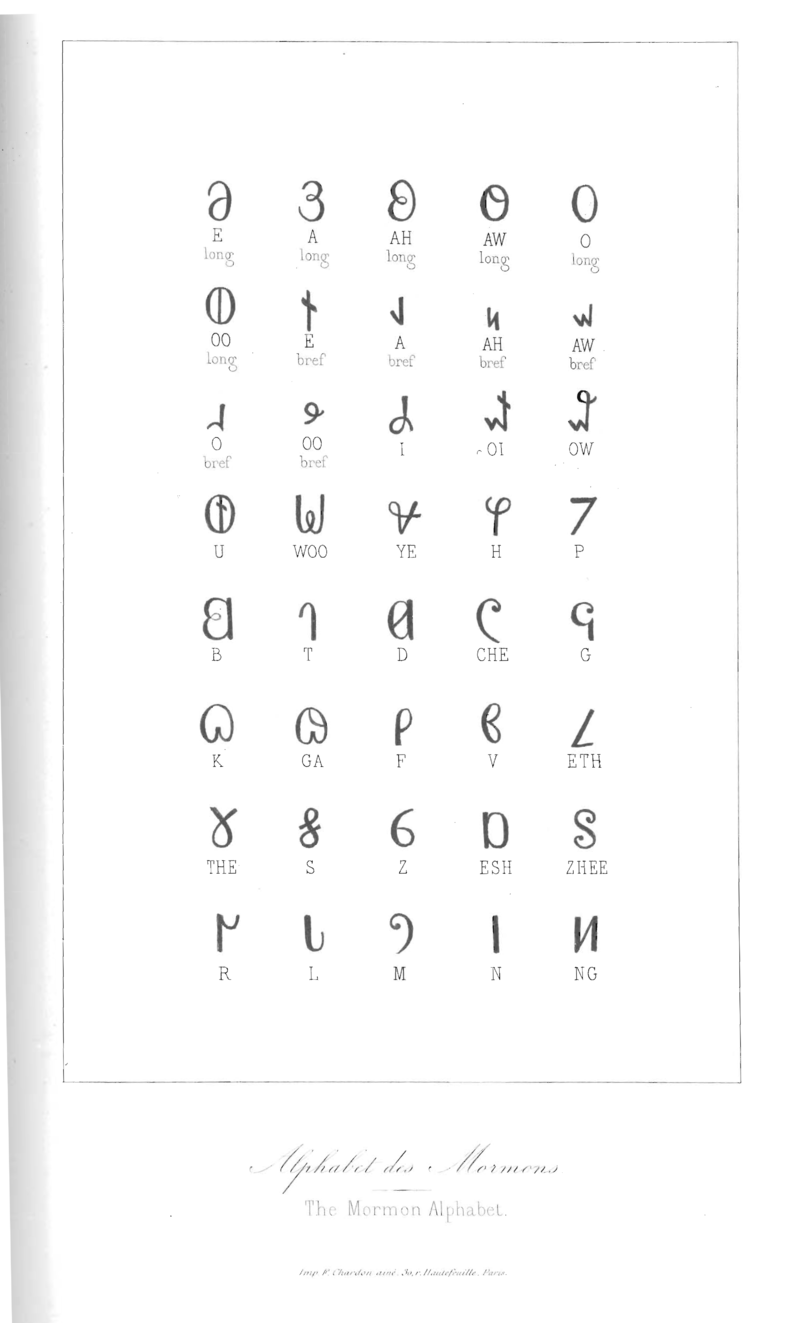 𐐀 𐐁 𐐂 𐐃 𐐄
E A AH AW O
long long long long long
𐐅 𐐆 𐐇 𐐈 𐐉
OO E A AH AW
long bref bref bref bref
𐐊 𐐋 𐐌 𐐦 𐐍
O OO I OI OW
bref bref
𐐧 𐐎 𐐏 𐐐 𐐑
U WOO YE H P
𐐒 𐐓 𐐔 𐐕 𐐖
B T D CHE G
𐐗 𐐘 𐐙 𐐚 𐐛
K GA F V ETH
𐐜 𐐝 𐐞 𐐟 𐐠
THE S Z ESH ZHEE
𐐡 𐐢 𐐣 𐐤 𐐥
R L M N NG
Alphabet des Mormons
The Mormon Alphabet.
Imp. F. Chardon ainé. 30, r. Hautefeuille. Paris.